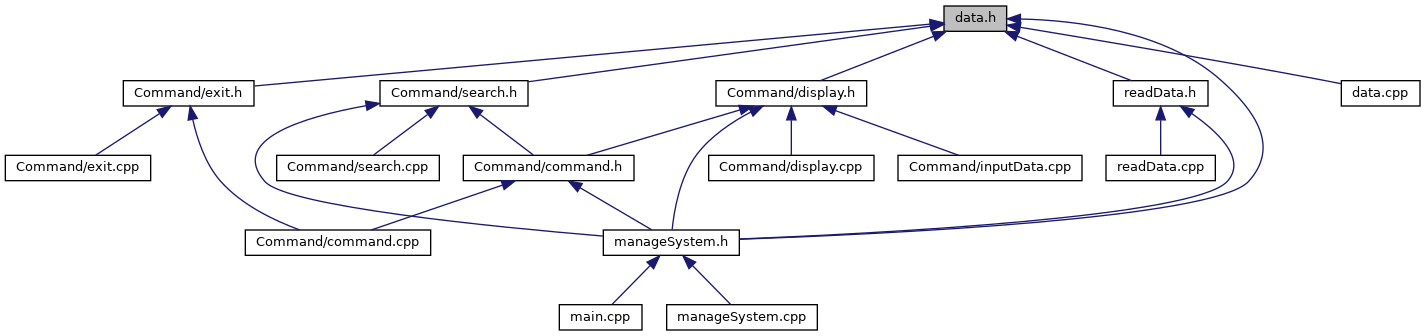 data.h
Command/exit.h
Command/search.h
Command/display.h
readData.h
data.cpp
Command/exit.cpp
Command/search.cpp
Command/command.h
Command/display.cpp
Command/inputData.cpp
readData.cpp
Command/command.cpp
manageSystem.h
main.cpp
manageSystem.cpp